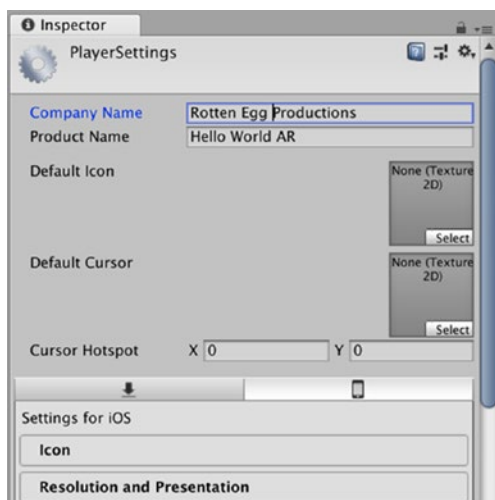 Inspector
PlayerSettings
Company Name Rotten Egg Productions
Product Name Hello World AR
Default Icon
None (Texture
2D)
Select
Default Cursor
None (Texture
2D)
Select
Cursor Hotspot X 0 Y 0
Settings for iOS
Icon
Resolution and Presentation